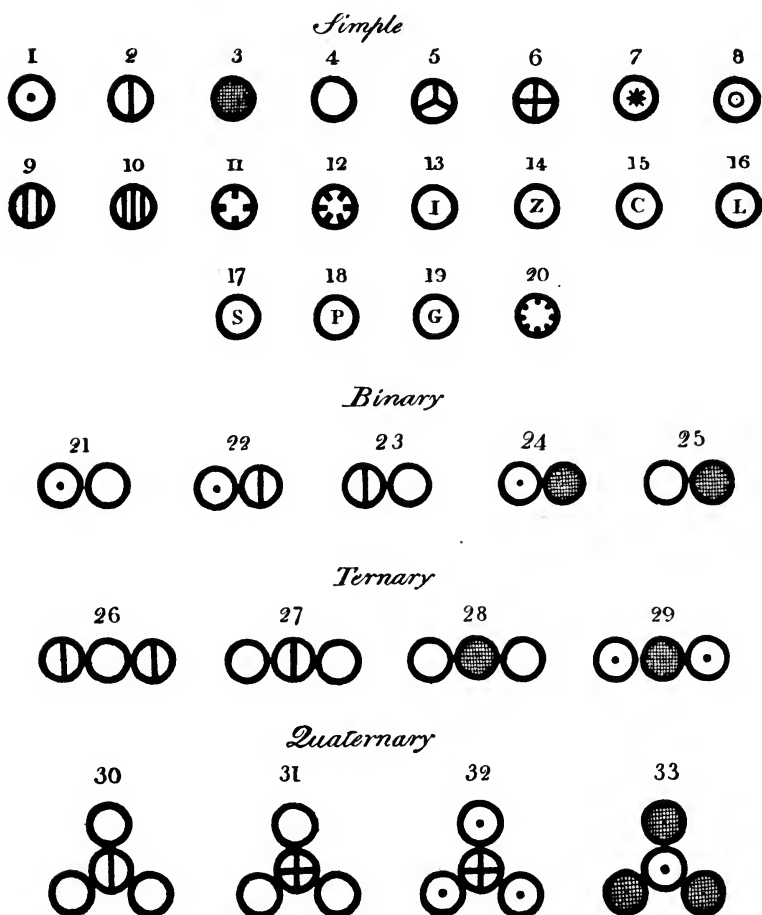 Simple
1 2 3 4 5 6 7 8
9 10 11 12 13 14 15 16
I Z C L
17 18 19 20
S P G
Binary
21 22 23 24 25
Ternary
26 27 28 29
Quaternary
30 31 32 33